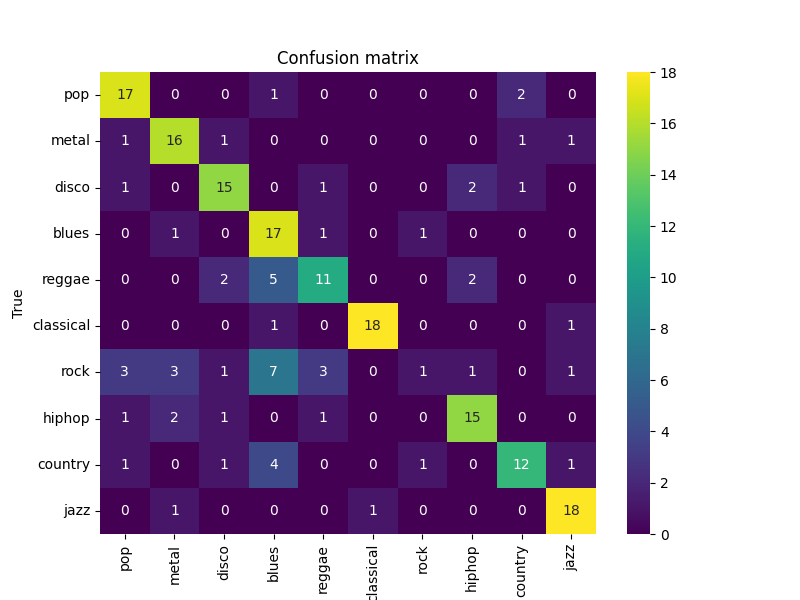 Confusion matrix
pop 17 0 0 1 0 0 0 0 2 0
metal 1 16 1 0 0 0 0 0 1 1
disco 1 0 15 0 1 0 0 2 1 0
blues 0 1 0 17 1 0 1 0 0 0
reggae 0 0 2 5 11 0 0 2 0 0
classical 0 0 0 1 0 18 0 0 0 1
rock 3 3 1 7 3 0 1 1 0 1
hiphop 1 2 1 0 1 0 0 15 0 0
country 1 0 1 4 0 0 1 0 12 1
jazz 0 1 0 0 0 1 0 0 0 18
True
pop metal disco blues reggae classical rock hiphop country jazz
18
16
14
12
10
8
6
4
2
0